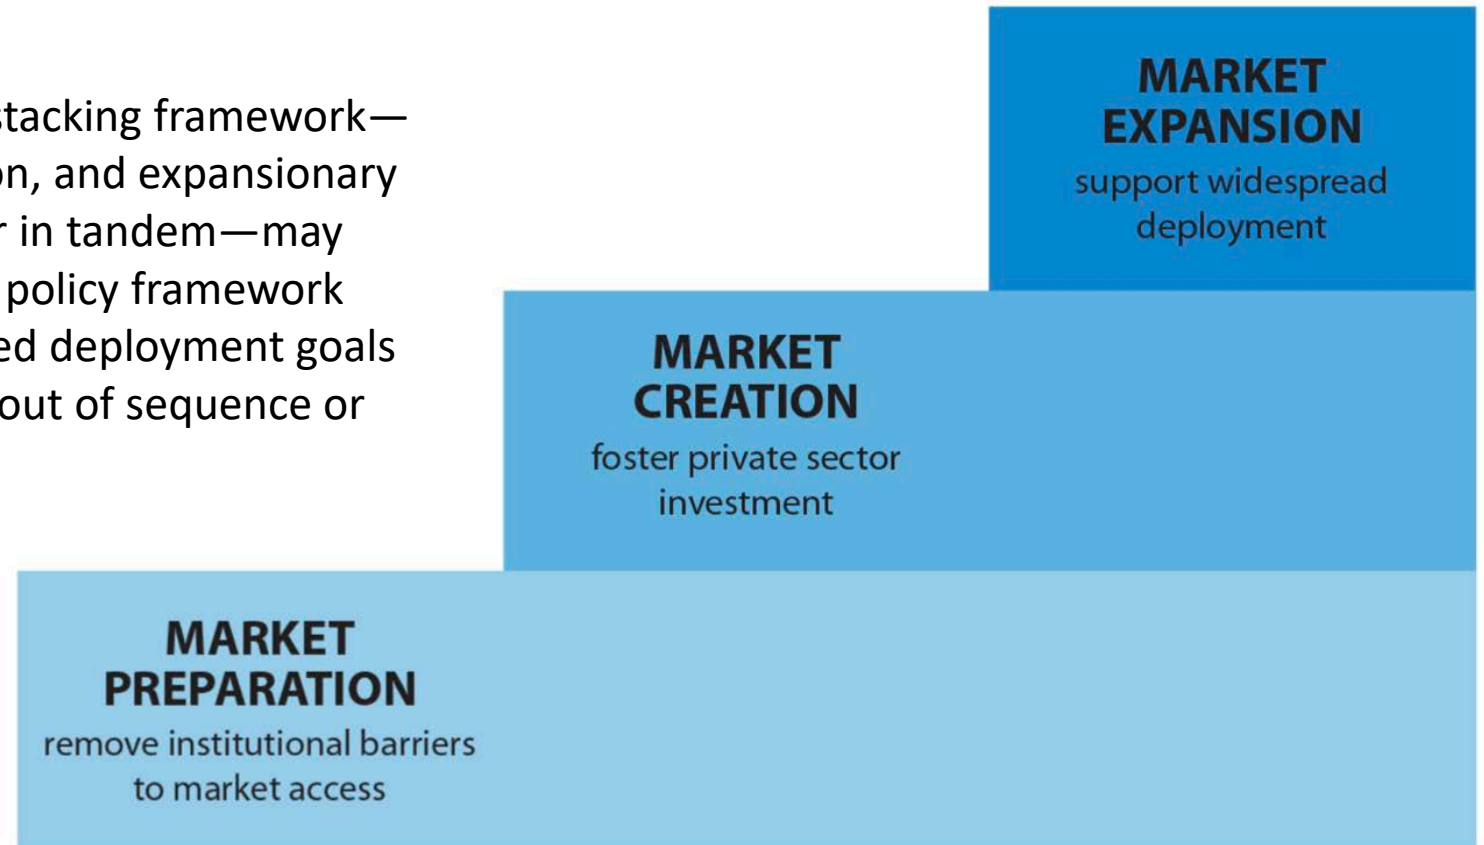 stacking framework—
on, and expansionary
r in tandem—may
policy framework
ed deployment goals
out of sequence or
MARKET
EXPANSION
support widespread
deployment
MARKET
CREATION
foster private sector
investment
MARKET
PREPARATION
remove institutional barriers
to market access